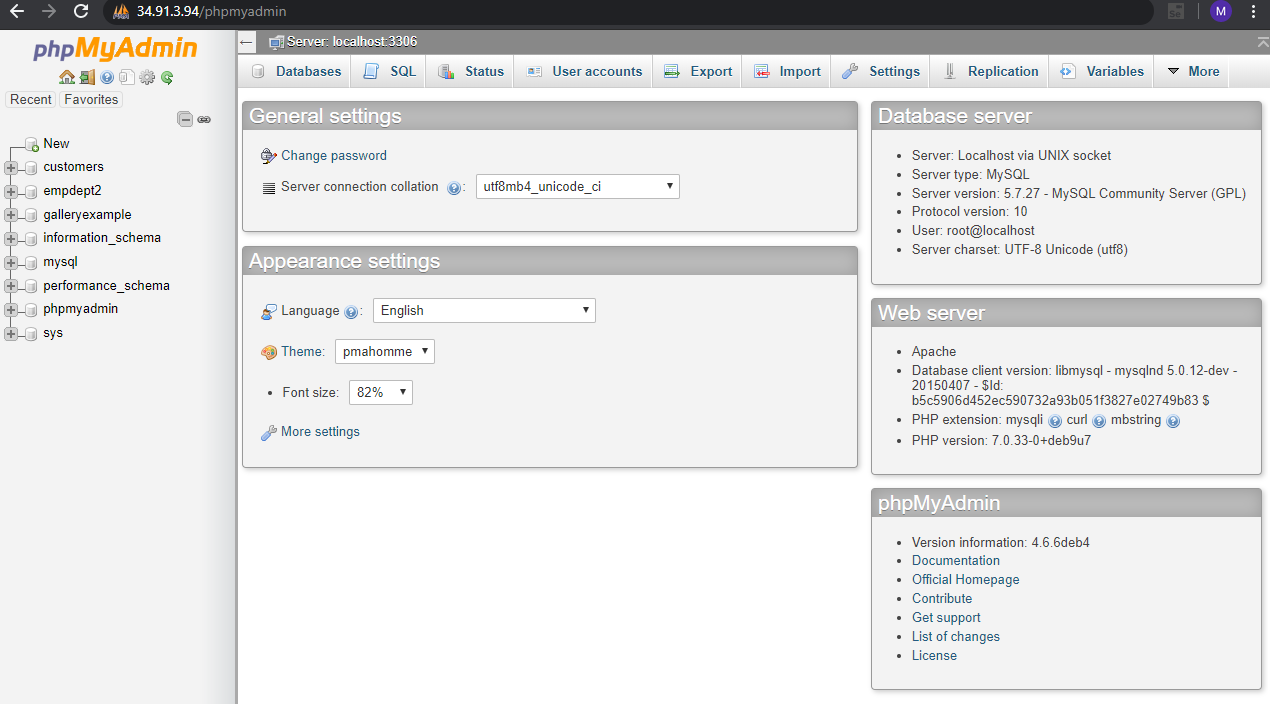 34.91.3.94/phpmyadmin
M
phpMyAdmin
Recent Favorites
New
customers
empdept2
galleryexample
information_schema
mysql
performance_schema
phpmyadmin
sys
Server: localhost:3306
Databases SQL Status User accounts Export Import Settings Replication Variables More
General settings
Change password
Server connection collation : utf8mb4_unicode_ci
Appearance settings
Language : English
Theme: pmahomme
Font size: 82%
More settings
Database server
Server: Localhost via UNIX socket
Server type: MySQL
Server version: 5.7.27 - MySQL Community Server (GPL)
Protocol version: 10
User: root@localhost
Server charset: UTF-8 Unicode (utf8)
Web server
Apache
Database client version: libmysql - mysqlnd 5.0.12-dev -
20150407 - $Id:
b5c5906d452ec590732a93b051f3827e02749b83 $
PHP extension: mysqli curl mbstring
PHP version: 7.0.33-0+deb9u7
phpMyAdmin
Version information: 4.6.6deb4
Documentation
Official Homepage
Contribute
Get support
List of changes
License